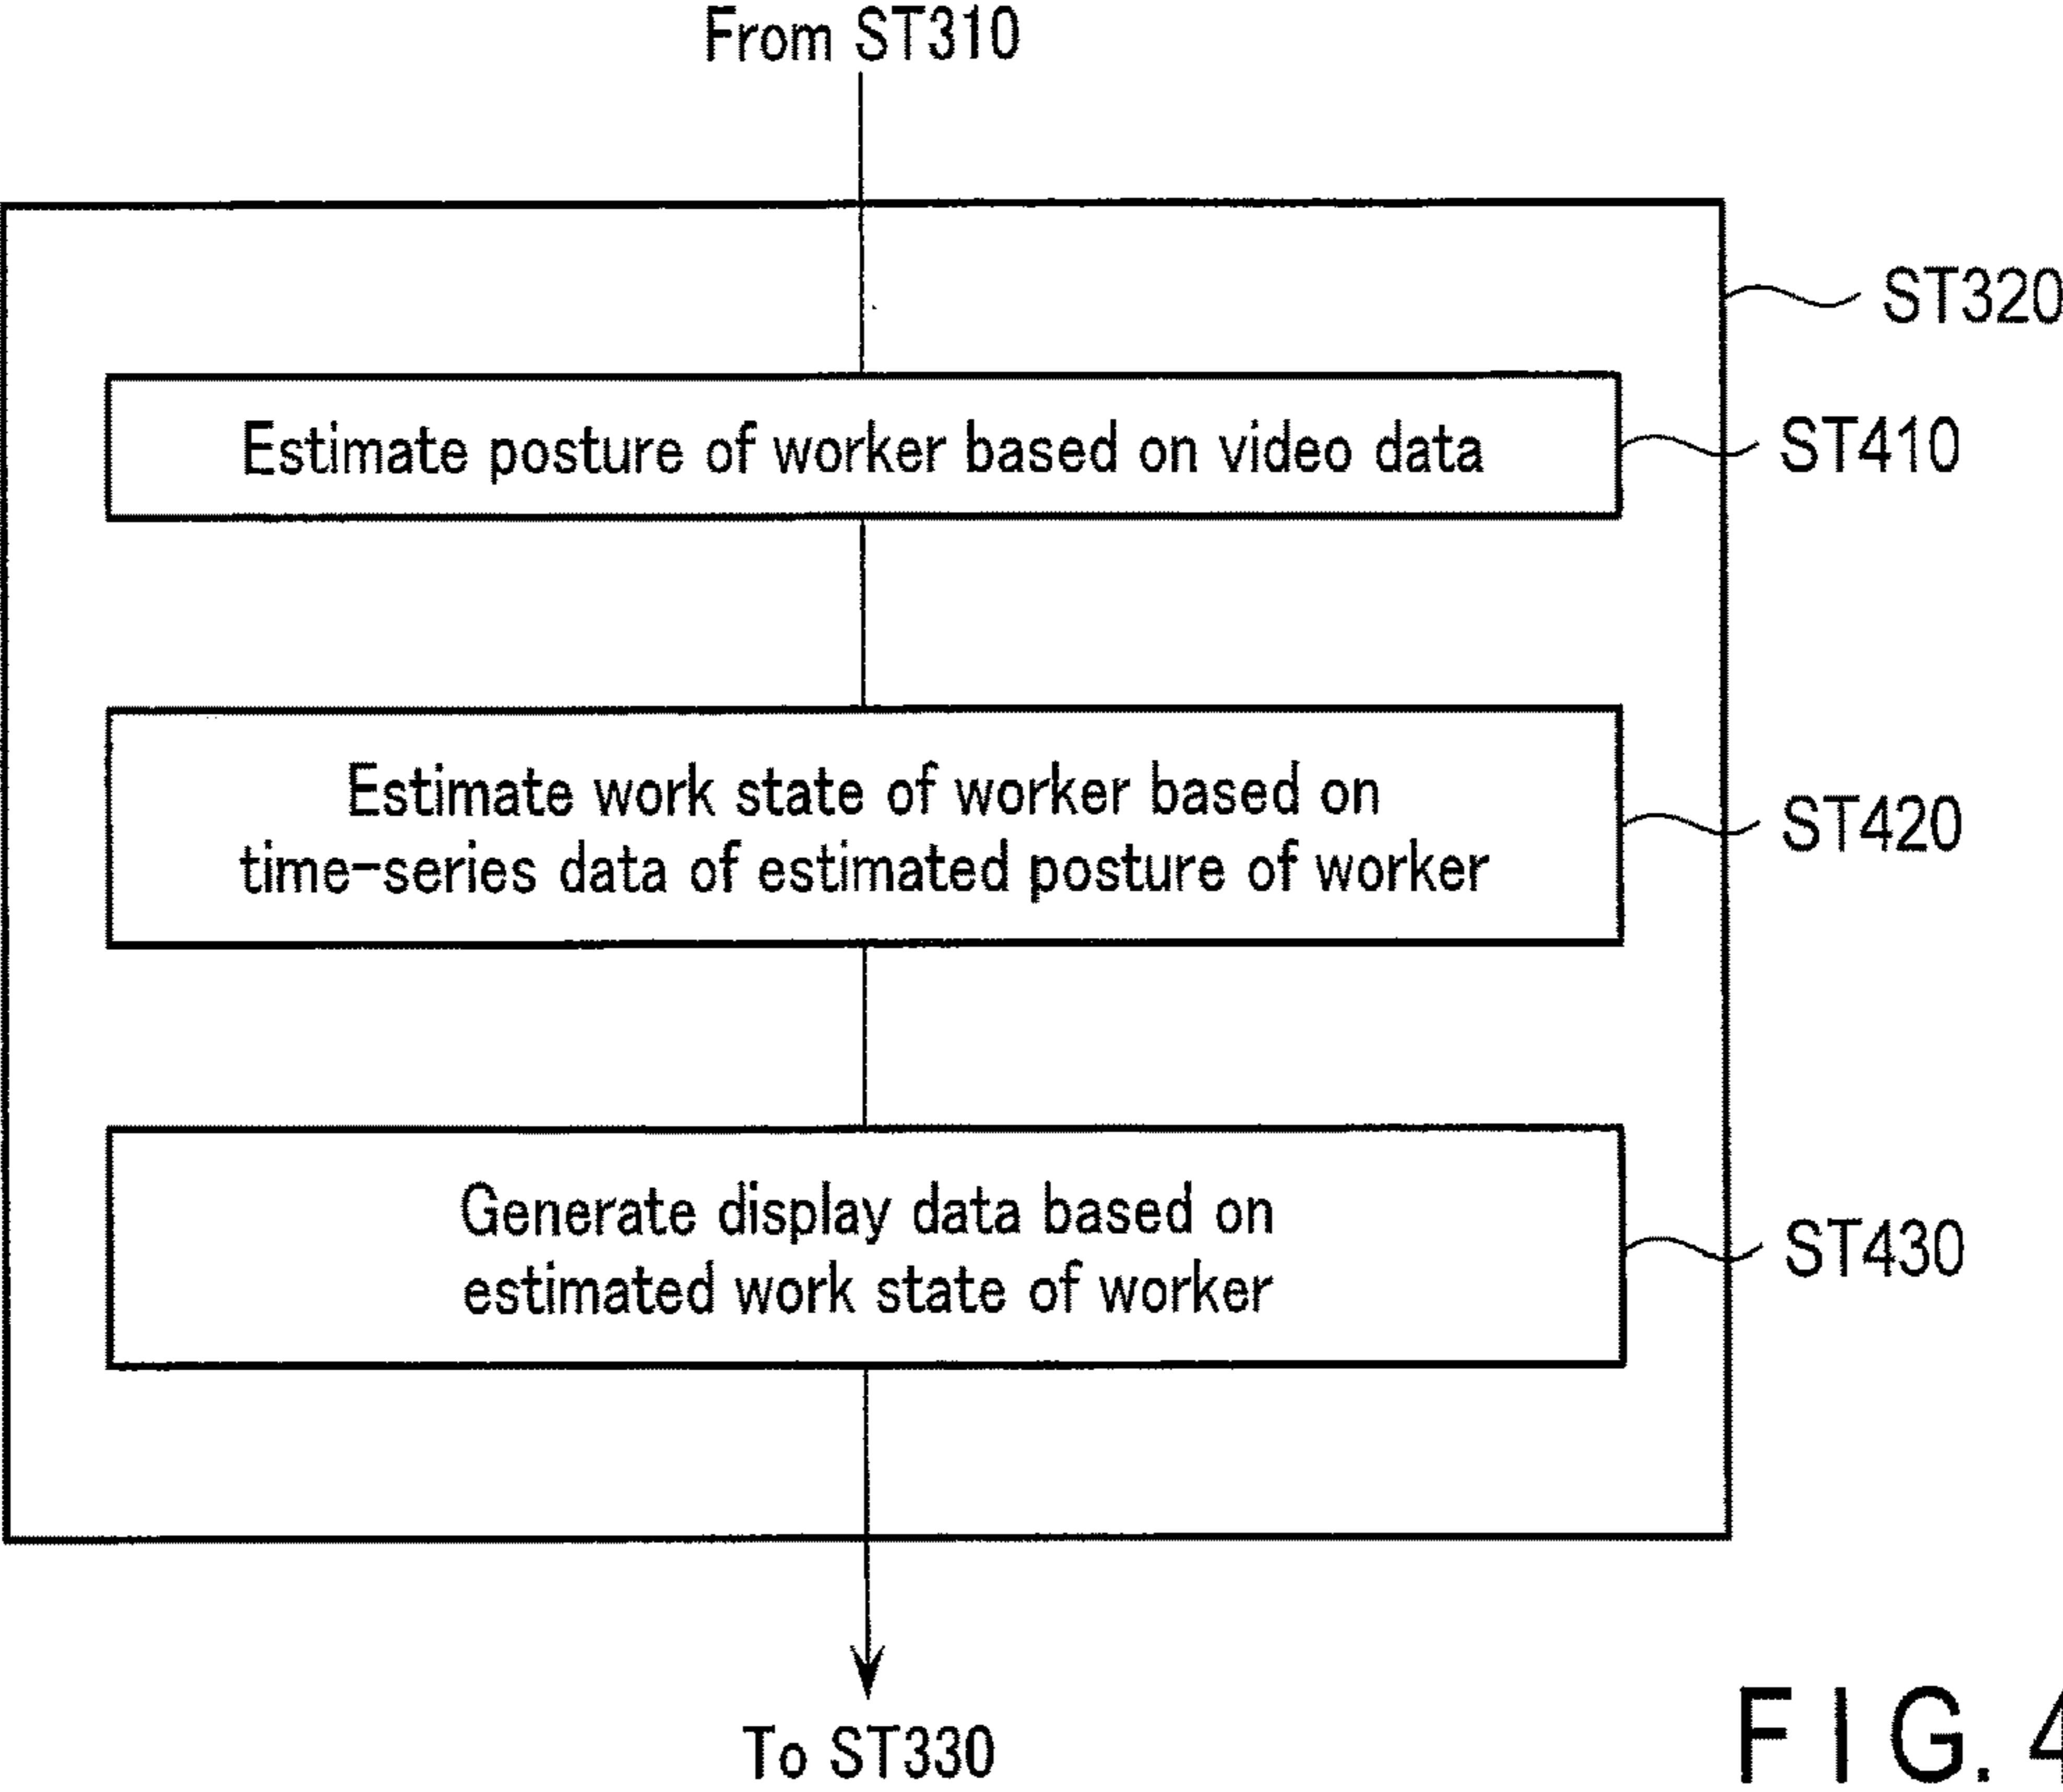 From ST310
ST320
Estimate posture of worker based on video data
ST410
Estimate work state of worker based on
time-series data of estimated posture of worker
ST420
Generate display data based on
estimated work state of worker
ST430
To ST330
FIG. 4